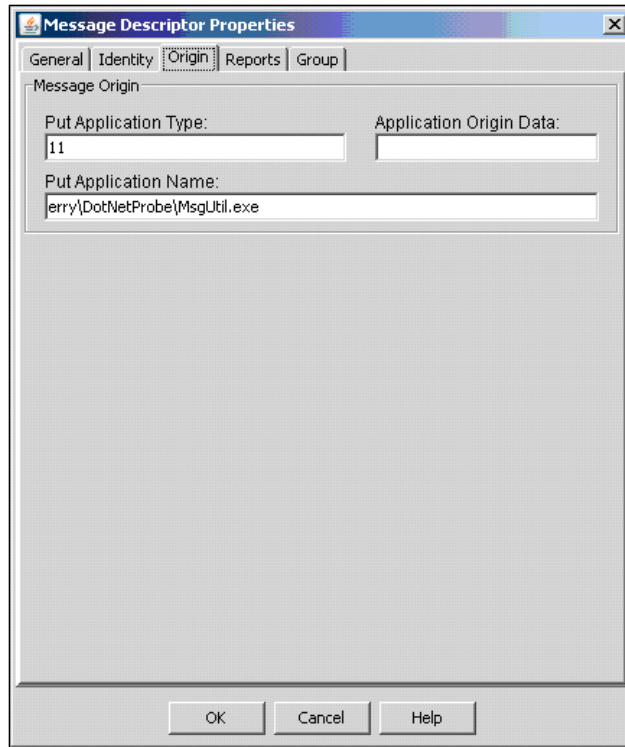 Message Descriptor Properties
General Identity Origin Reports Group
Message Origin
Put Application Type: Application Origin Data:
11
Put Application Name:
erry\DotNetProbe\MsgUtil.exe
OK Cancel Help